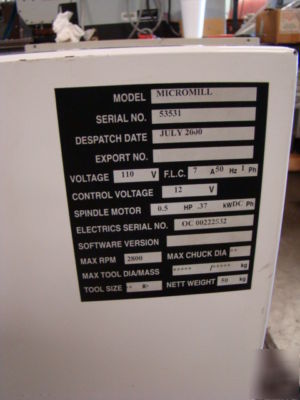 MODEL MICROMILL
SERIAL NO. 53531
DESPATCH DATE JULY 2000
EXPORT NO.
VOLTAGE 110 V F.L.C. 7 A 50 Hz 1 Ph
CONTROL VOLTAGE 12 V
SPINDLE MOTOR 0.5 HP .37 kW DC Ph
ELECTRICS SERIAL NO. OC 00222532
SOFTWARE VERSION
MAX RPM 2800 MAX CHUCK DIA **
MAX TOOL DIA/MASS ***** /***** kg
TOOL SIZE ** NETT WEIGHT 50 kg